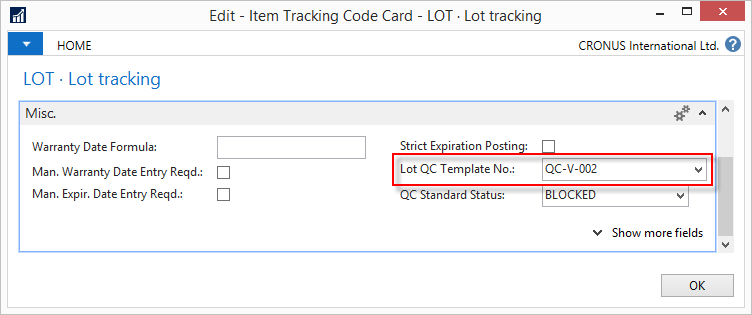 Edit - Item Tracking Code Card - LOT · Lot tracking
HOME
CRONUS International Ltd.
?
LOT · Lot tracking
Misc.
Warranty Date Formula:
Man. Warranty Date Entry Reqd.:
Man. Expir. Date Entry Reqd.:
Strict Expiration Posting:
Lot QC Template No.: QC-V-002
QC Standard Status: BLOCKED
Show more fields
OK